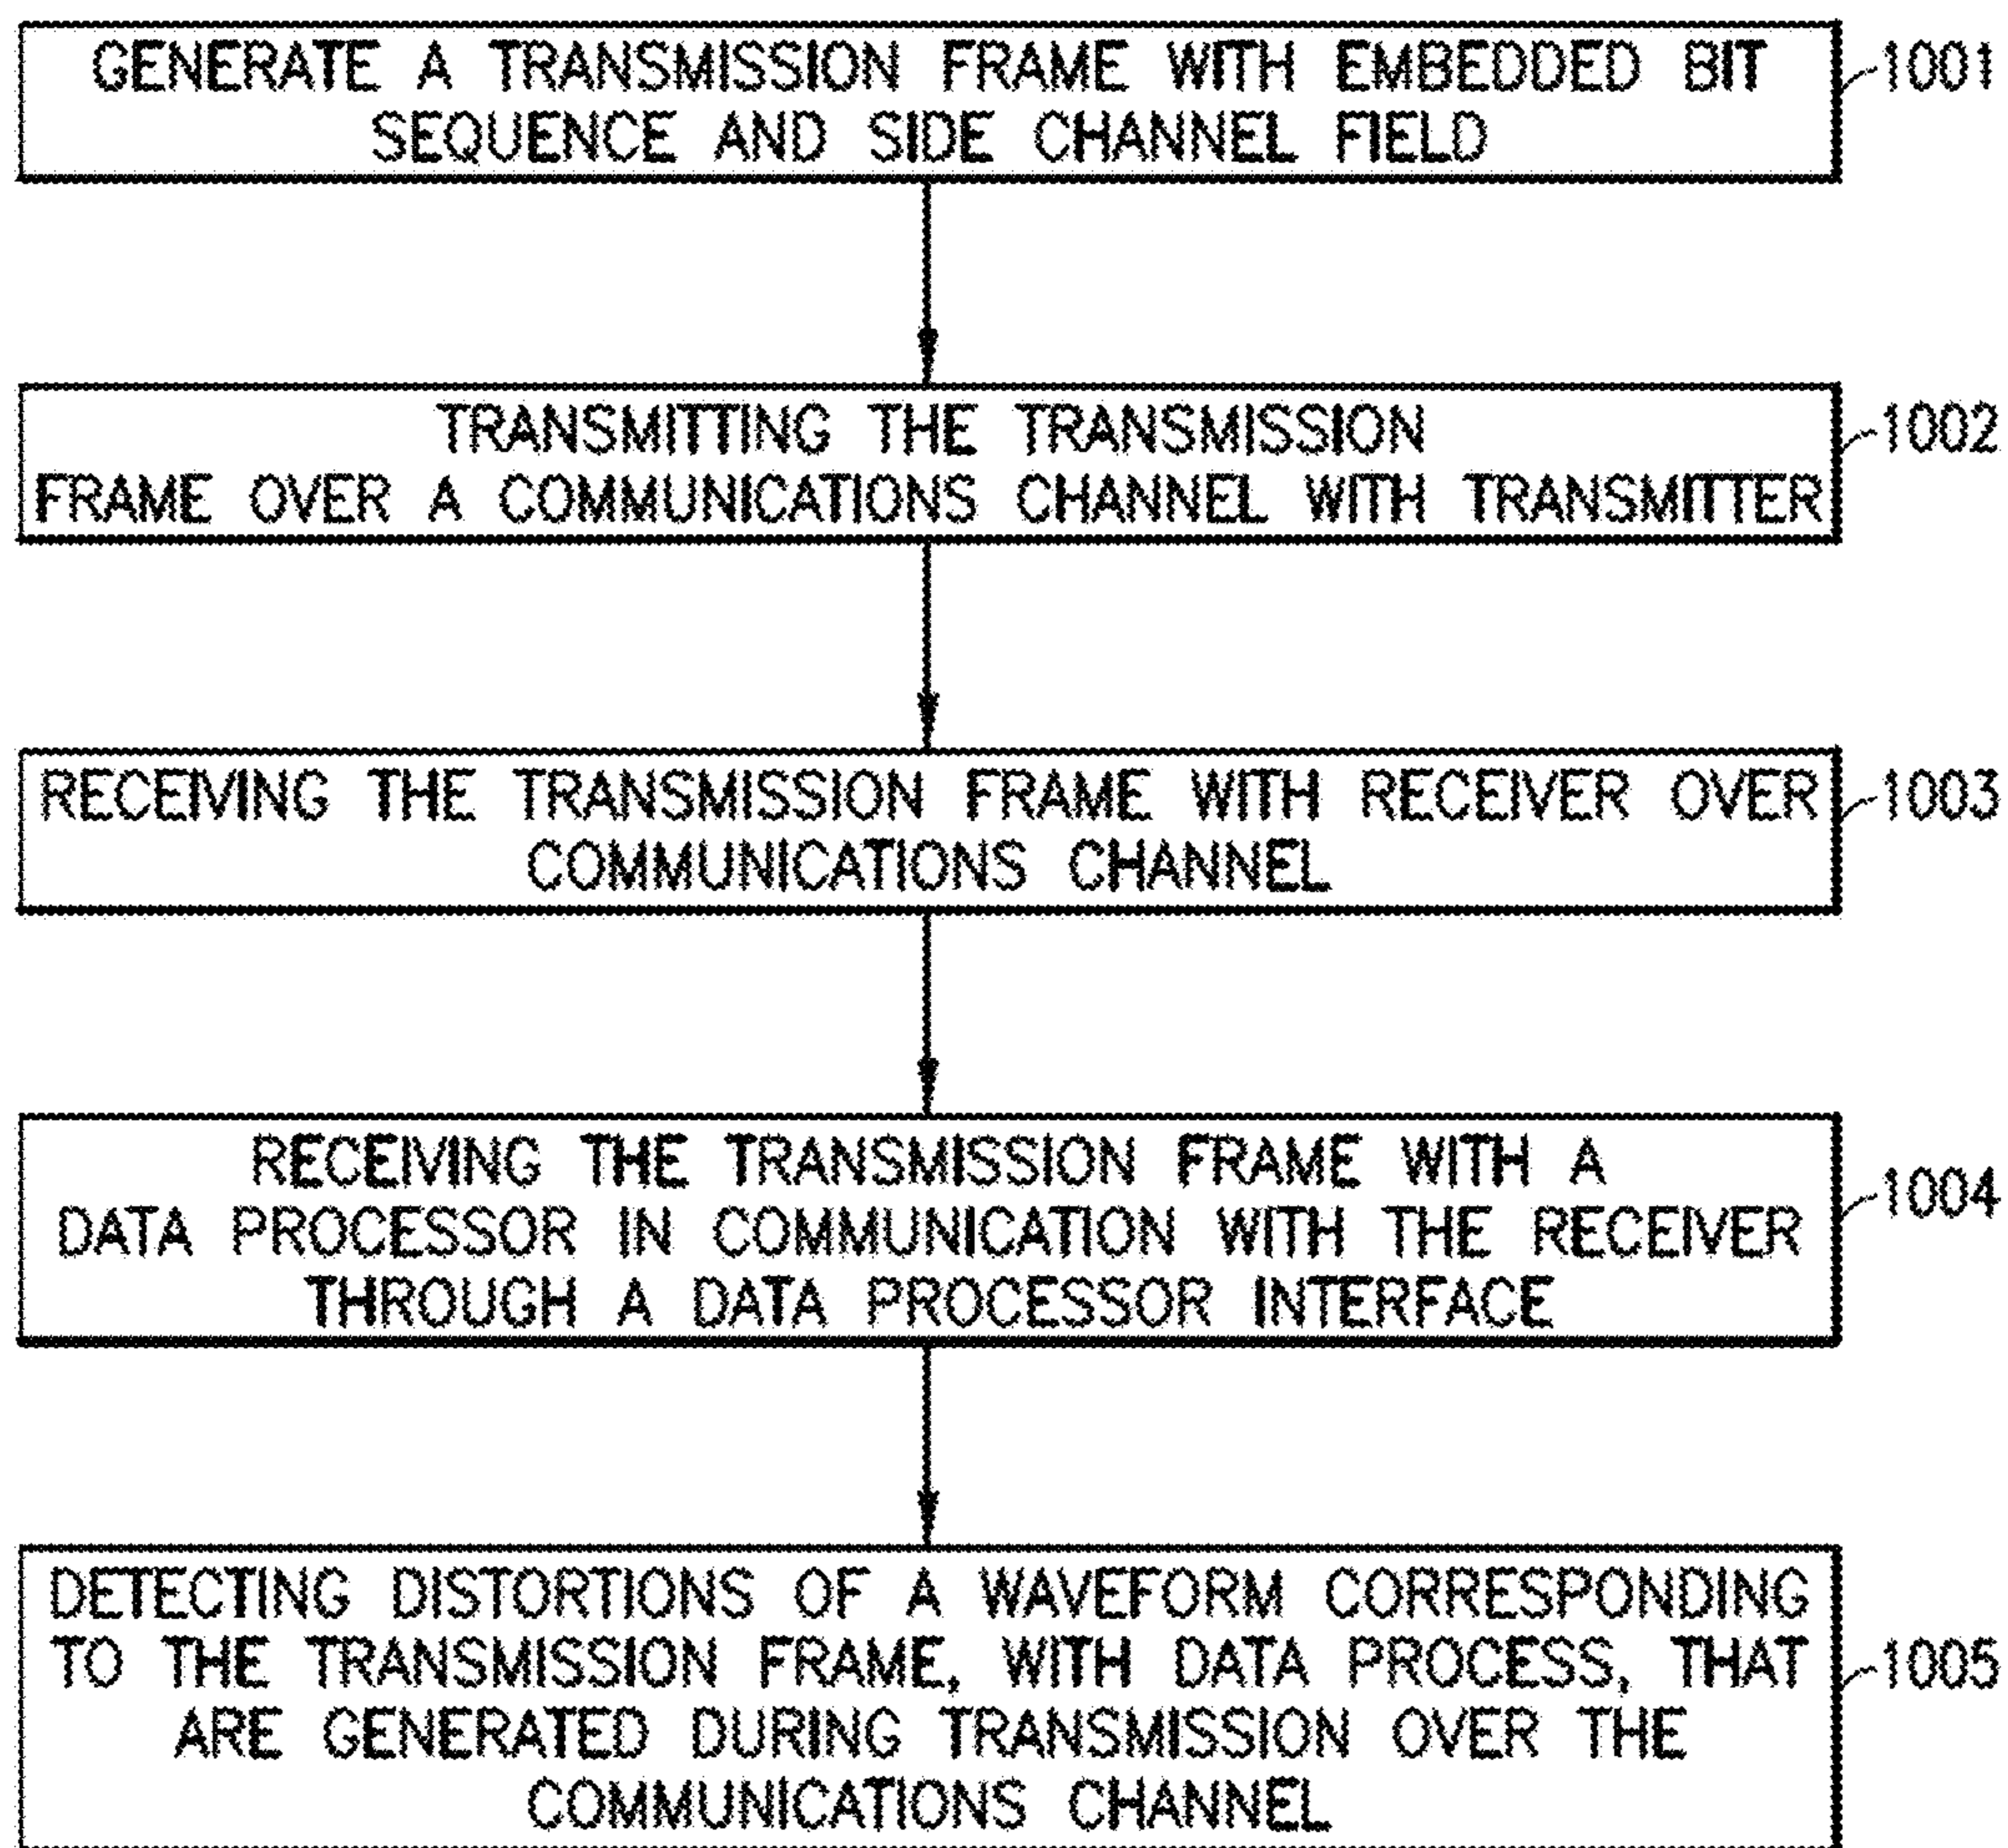 GENERATE A TRANSMISSION FRAME WITH EMBEDDED BIT
SEQUENCE AND SIDE CHANNEL FIELD
1001
TRANSMITTING THE TRANSMISSION
FRAME OVER A COMMUNICATIONS CHANNEL WITH TRANSMITTER
1002
RECEIVING THE TRANSMISSION FRAME WITH RECEIVER OVER
COMMUNICATIONS CHANNEL
1003
RECEIVING THE TRANSMISSION FRAME WITH A
DATA PROCESSOR IN COMMUNICATION WITH THE RECEIVER
THROUGH A DATA PROCESSOR INTERFACE
1004
DETECTING DISTORTIONS OF A WAVEFORM CORRESPONDING
TO THE TRANSMISSION FRAME, WITH DATA PROCESS, THAT
ARE GENERATED DURING TRANSMISSION OVER THE
COMMUNICATIONS CHANNEL
1005